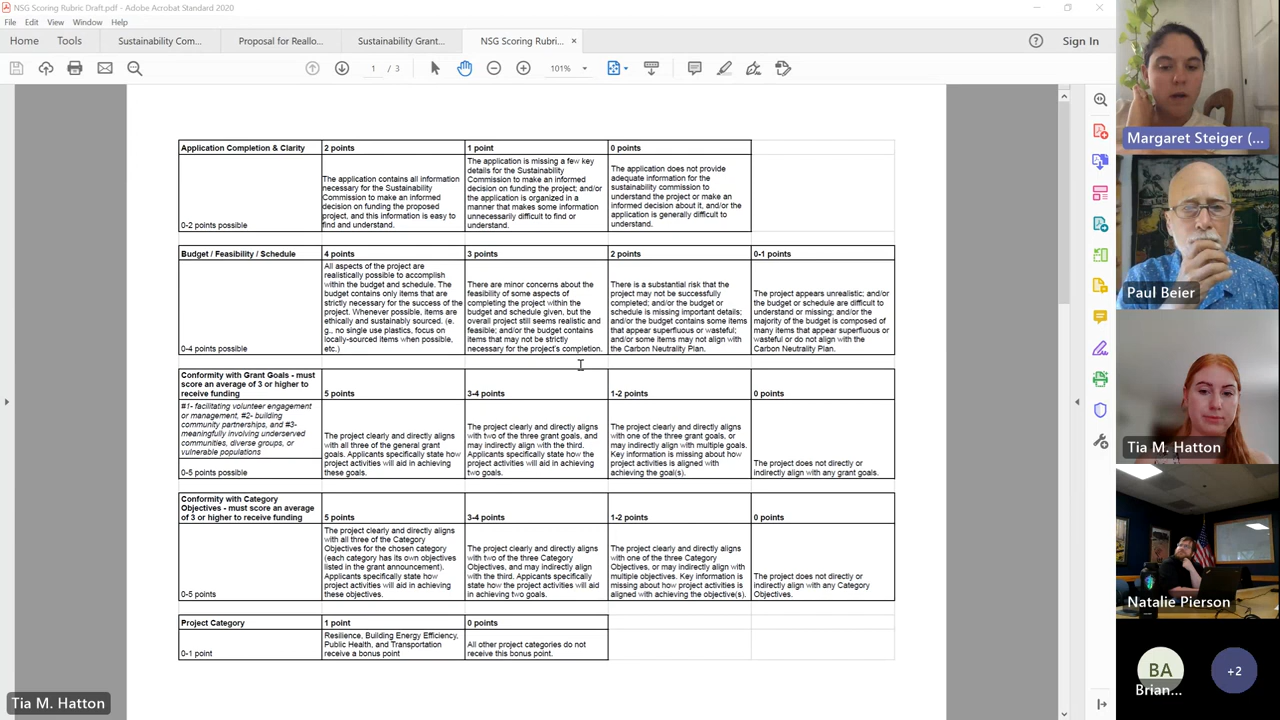 NSG Scoring Rubric Draft.pdf - Adobe Acrobat Standard 2020
File Edit View Window Help
Home Tools Sustainability Com... Proposal for Reallo... Sustainability Grant... NSG Scoring Rubri... × Sign In
1 / 3 101%
Application Completion & Clarity 2 points 1 point 0 points
0-2 points possible
The application contains all information
necessary for the Sustainability
Commission to make an informed
decision on funding the proposed
project, and this information is easy to
find and understand.
The application is missing a few key
details for the Sustainability
Commission to make an informed
decision on funding the project; and/or
the application is organized in a
manner that makes some information
unnecessarily difficult to find or
understand.
The application does not provide
adequate information for the
sustainability commission to
understand the project or make an
informed decision about it, and/or the
application is generally difficult to
understand.
Budget / Feasibility / Schedule 4 points 3 points 2 points 0-1 points
0-4 points possible
All aspects of the project are
realistically possible to accomplish
within the budget and schedule. The
budget contains only items that are
strictly necessary for the success of the
project. Whenever possible, items are
ethically and sustainably sourced. (e.
g., no single use plastics, focus on
locally-sourced items when possible,
etc.)
There are minor concerns about the
feasibility of some aspects of
completing the project within the
budget and schedule given, but the
overall project still seems realistic and
feasible; and/or the budget contains
items that may not be strictly
necessary for the project's completion.
There is a substantial risk that the
project may not be successfully
completed; and/or the budget or
schedule is missing important details;
and/or the budget contains some items
that appear superfluous or wasteful;
and/or some items may not align with
the Carbon Neutrality Plan.
The project appears unrealistic; and/or
the budget or schedule are difficult to
understand or missing; and/or the
majority of the budget is composed of
many items that appear superfluous or
wasteful or do not align with the
Carbon Neutrality Plan.
Conformity with Grant Goals - must
score an average of 3 or higher to
receive funding
5 points 3-4 points 1-2 points 0 points
#1- facilitating volunteer engagement
or management, #2- building
community partnerships, and #3-
meaningfully involving underserved
communities, diverse groups, or
vulnerable populations
0-5 points possible
The project clearly and directly aligns
with all three of the general grant
goals. Applicants specifically state how
project activities will aid in achieving
these goals.
The project clearly and directly aligns
with two of the three grant goals, and
may indirectly align with the third.
Applicants specifically state how the
project activities will aid in achieving
two goals.
The project clearly and directly aligns
with one of the three grant goals, or
may indirectly align with multiple goals.
Key information is missing about how
project activities is aligned with
achieving the goal(s).
The project does not directly or
indirectly align with any grant goals.
Conformity with Category
Objectives - must score an average
of 3 or higher to receive funding
5 points 3-4 points 1-2 points 0 points
0-5 points
The project clearly and directly aligns
with all three of the Category
Objectives for the chosen category
(each category has its own objectives
listed in the grant announcement).
Applicants specifically state how
project activities will aid in achieving
these objectives.
The project clearly and directly aligns
with two of the three Category
Objectives, and may indirectly align
with the third. Applicants specifically
state how the project activities will aid
in achieving two goals.
The project clearly and directly aligns
with one of the three Category
Objectives, or may indirectly align with
multiple objectives. Key information is
missing about how project activities is
aligned with achieving the objective(s).
The project does not directly or
indirectly align with any Category
Objectives.
Project Category 1 point 0 points
0-1 point
Resilience, Building Energy Efficiency,
Public Health, and Transportation
receive a bonus point
All other project categories do not
receive this bonus point.
Tia M. Hatton
Margaret Steiger (...
Paul Beier
Tia M. Hatton
Natalie Pierson
BA
Brian...
+2